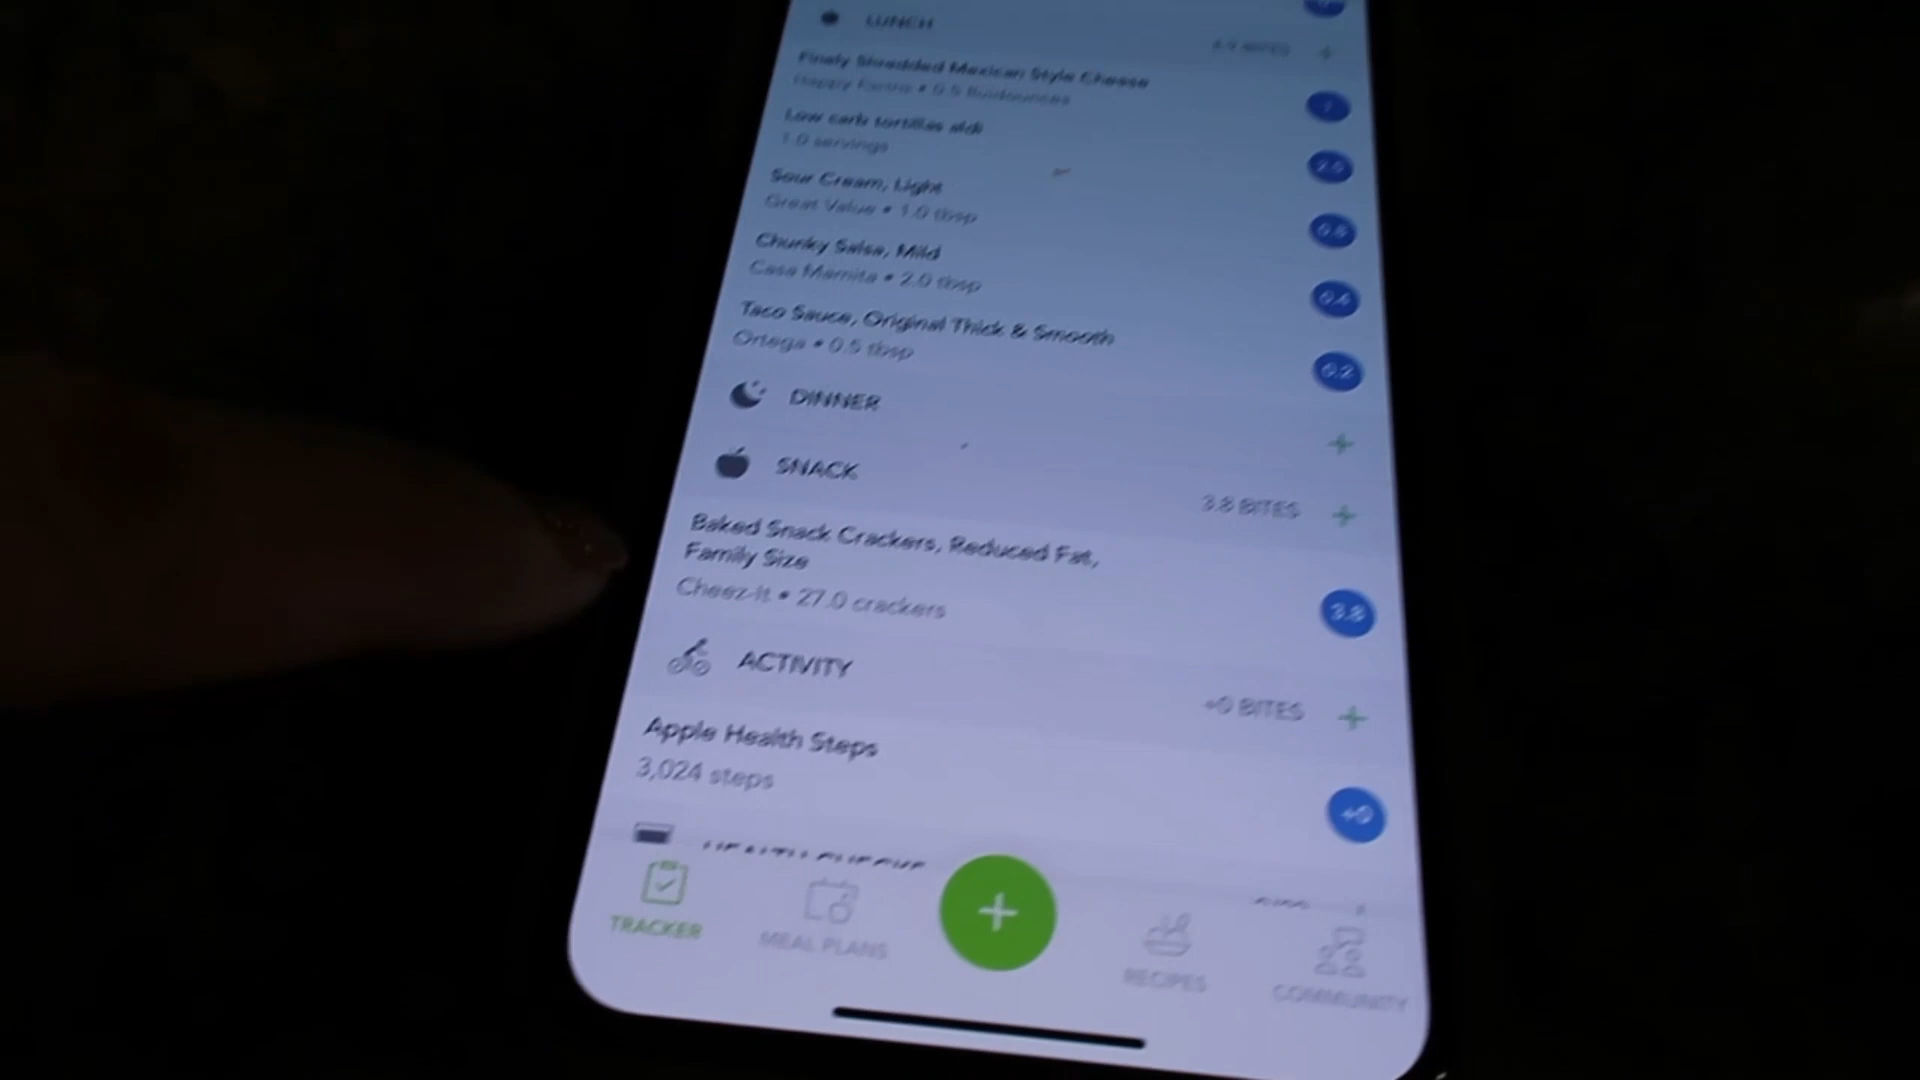 LUNCH
Finely Shredded Mexican Style Cheese
Low carb tortillas aldi
1.0 servings
Sour Cream, Light
Great Value • 1.0 tbsp
Chunky Salsa, Mild
Casa Mamita • 2.0 tbsp
0.4
Taco Sauce, Original Thick & Smooth
Ortega • 0.5 tbsp
0.2
DINNER
+
SNACK
3.8 BITES +
Baked Snack Crackers, Reduced Fat,
Family Size
Cheez-It • 27.0 crackers
3.8
ACTIVITY
+0 BITES +
Apple Health Steps
3,024 steps
+0
+
TRACKER
MEAL PLANS
RECIPES
COMMUNITY